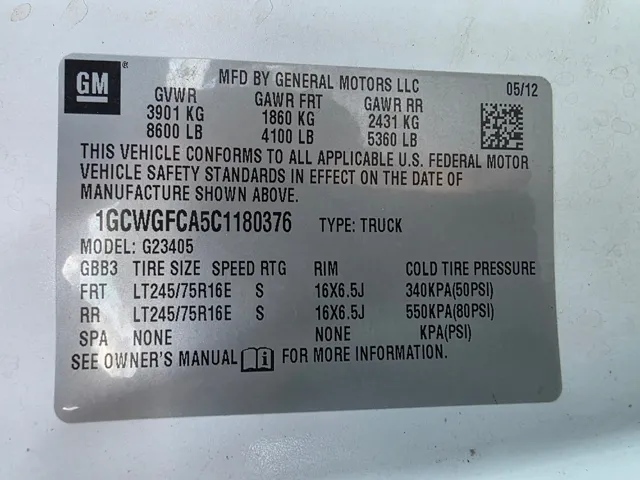 GM®
MFD BY GENERAL MOTORS LLC 05/12
GVWR GAWR FRT GAWR RR
3901 KG 1860 KG 2431 KG
8600 LB 4100 LB 5360 LB
THIS VEHICLE CONFORMS TO ALL APPLICABLE U.S. FEDERAL MOTOR
VEHICLE SAFETY STANDARDS IN EFFECT ON THE DATE OF
MANUFACTURE SHOWN ABOVE.
1GCWGFCA5C1180376 TYPE: TRUCK
MODEL: G23405
GBB3 TIRE SIZE SPEED RTG RIM COLD TIRE PRESSURE
FRT LT245/75R16E S 16X6.5J 340KPA(50PSI)
RR LT245/75R16E S 16X6.5J 550KPA(80PSI)
SPA NONE NONE KPA(PSI)
SEE OWNER'S MANUAL FOR MORE INFORMATION.